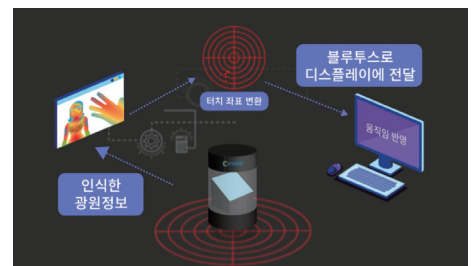 블루투스로
디스플레이에 전달
터치 좌표 변환
움직임 반영
인식한
광원정보